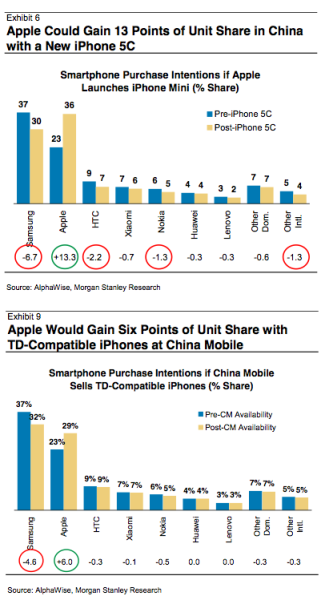 Exhibit 6
Apple Could Gain 13 Points of Unit Share in China
with a New iPhone 5C
Smartphone Purchase Intentions if Apple
Launches iPhone Mini (% Share)
37 30 23 36 9 7 7 6 6 5 4 4 3 2 7 7 5 4
Pre-iPhone 5C
Post-iPhone 5C
Samsung Apple HTC Xiaomi Nokia Huawei Lenovo Other Dom. Other Intl.
-6.7 +13.3 -2.2 -0.7 -1.3 -0.3 -0.3 -0.6 -1.3
Source: AlphaWise, Morgan Stanley Research
Exhibit 9
Apple Would Gain Six Points of Unit Share with
TD-Compatible iPhones at China Mobile
Smartphone Purchase Intentions if China Mobile
Sells TD-Compatible iPhones (% Share)
37% 32% 23% 29% 9% 9% 7% 7% 6% 5% 4% 4% 3% 3% 7% 7% 5% 5%
Pre-CM Availability
Post-CM Availability
Samsung Apple HTC Xiaomi Nokia Huawei Lenovo Other Dom. Other Intl.
-4.6 +6.0 -0.3 -0.1 -0.5 0.0 0.0 -0.3 -0.3
Source: AlphaWise, Morgan Stanley Research